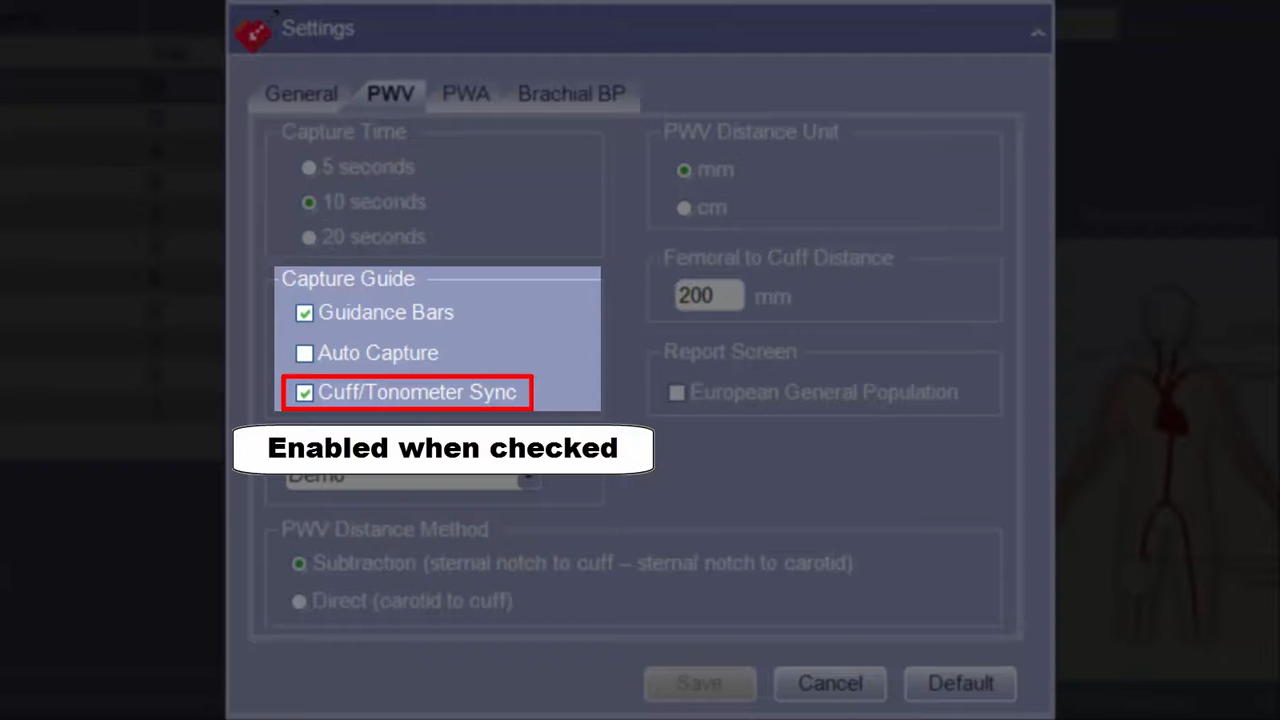 Settings
General PWV PWA Brachial BP
Capture Time
5 seconds
10 seconds
20 seconds
Capture Guide
Guidance Bars
Auto Capture
Cuff/Tonometer Sync
Enabled when checked
Demo
PWV Distance Unit
mm
cm
Femoral to Cuff Distance
200 mm
Report Screen
European General Population
PWV Distance Method
Subtraction (sternal notch to cuff – sternal notch to carotid)
Direct (carotid to cuff)
Save Cancel Default